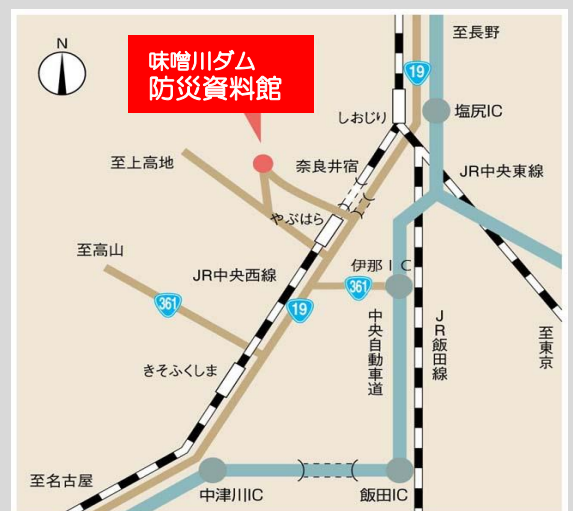 N
味噌川ダム
防災資料館
至長野
19
しおじり
塩尻IC
至上高地
奈良井宿
JR中央東線
やぶはら
至高山
JR中央西線
伊那IC
361
361
19
中央自動車道
JR飯田線
至東京
きそふくしま
至名古屋
中津川IC
飯田IC